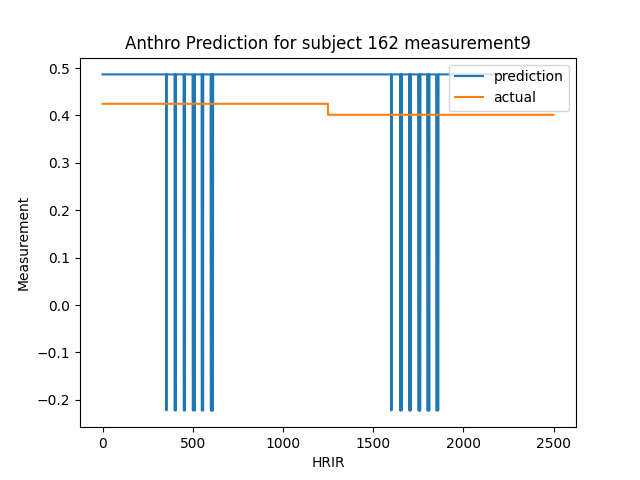 Anthro Prediction for subject 162 measurement9
prediction
actual
0.5
0.4
0.3
0.2
0.1
0.0
−0.1
−0.2
Measurement
0
500
1000
1500
2000
2500
HRIR